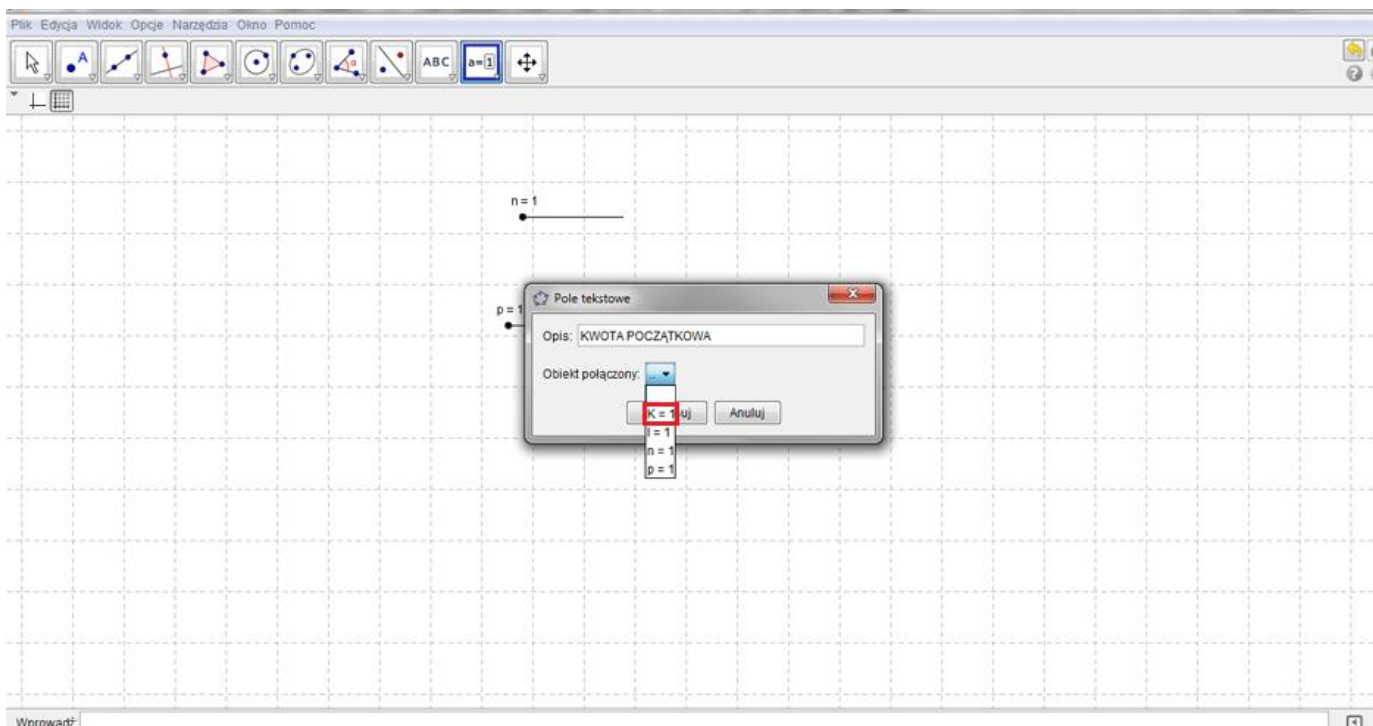 Plik Edycja Widok Opcje Narzędzia Okno Pomoc
A
α
ABC
a=1
n = 1
p = 1
Pole tekstowe
Opis: KWOTA POCZĄTKOWA
Obiekt połączony: ...
K = 1
uj
Anuluj
l = 1
n = 1
p = 1
Wprowadź: